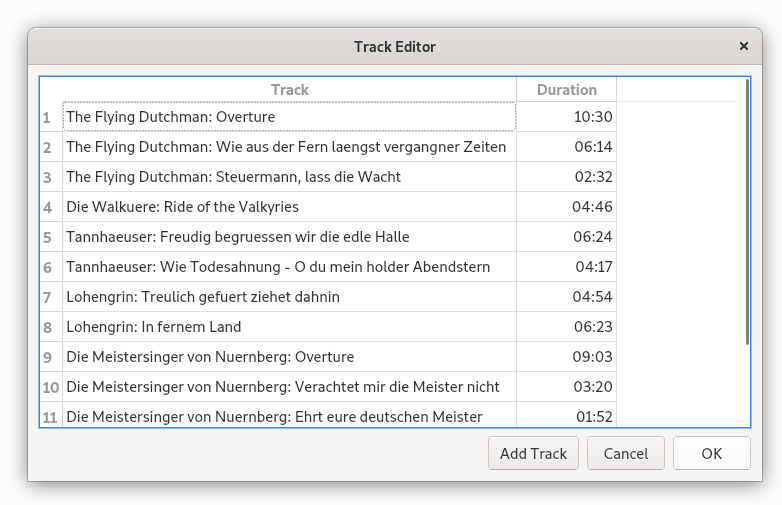 Track Editor
×
Track Duration
1 The Flying Dutchman: Overture 10:30
2 The Flying Dutchman: Wie aus der Fern laengst vergangner Zeiten 06:14
3 The Flying Dutchman: Steuermann, lass die Wacht 02:32
4 Die Walkuere: Ride of the Valkyries 04:46
5 Tannhaeuser: Freudig begruessen wir die edle Halle 06:24
6 Tannhaeuser: Wie Todesahnung - O du mein holder Abendstern 04:17
7 Lohengrin: Treulich gefuert ziehet dahnin 04:54
8 Lohengrin: In fernem Land 06:23
9 Die Meistersinger von Nuernberg: Overture 09:03
10 Die Meistersinger von Nuernberg: Verachtet mir die Meister nicht 03:20
11 Die Meistersinger von Nuernberg: Ehrt eure deutschen Meister 01:52
Add Track Cancel OK